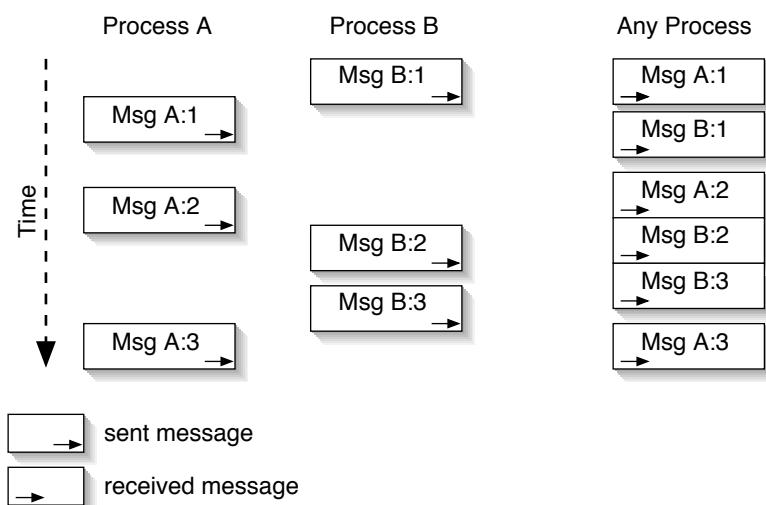 Process A
Process B
Any Process
Time
Msg A:1
Msg A:2
Msg A:3
Msg B:1
Msg B:2
Msg B:3
Msg A:1
Msg B:1
Msg A:2
Msg B:2
Msg B:3
Msg A:3
sent message
received message